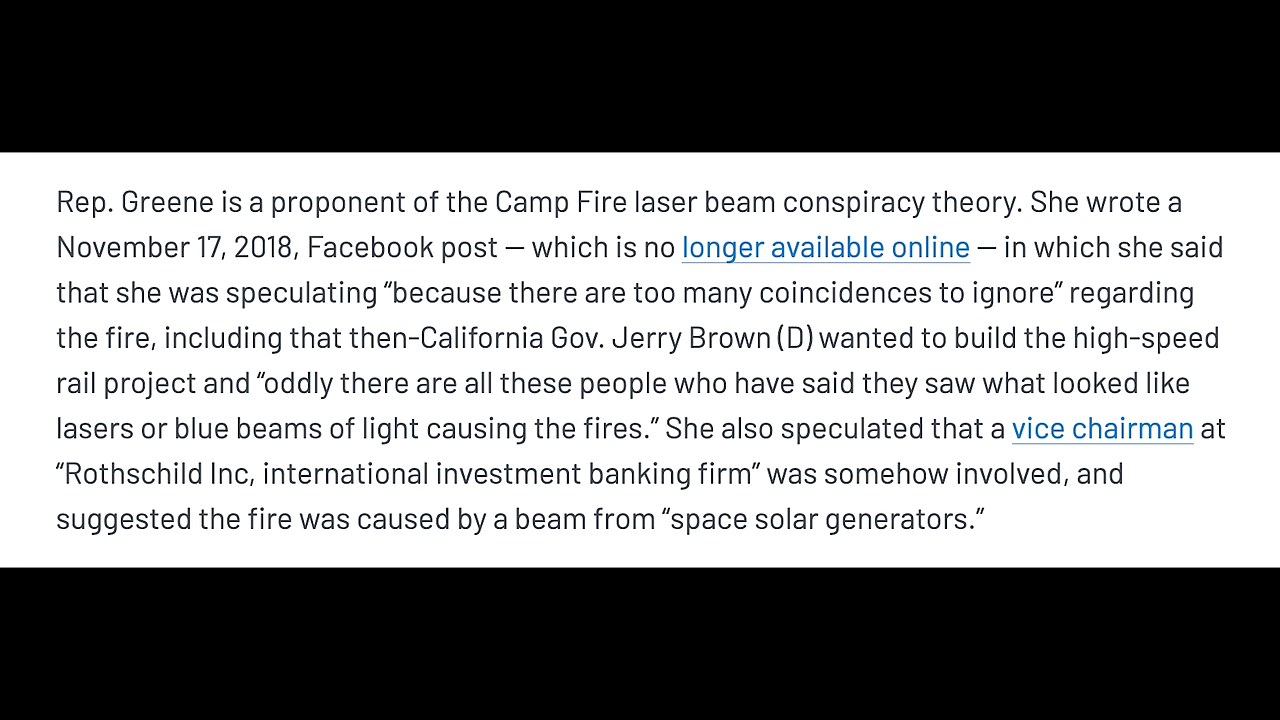 Rep. Greene is a proponent of the Camp Fire laser beam conspiracy theory. She wrote a
November 17, 2018, Facebook post — which is no longer available online — in which she said
that she was speculating “because there are too many coincidences to ignore” regarding
the fire, including that then-California Gov. Jerry Brown (D) wanted to build the high-speed
rail project and “oddly there are all these people who have said they saw what looked like
lasers or blue beams of light causing the fires.” She also speculated that a vice chairman at
“Rothschild Inc, international investment banking firm” was somehow involved, and
suggested the fire was caused by a beam from “space solar generators.”